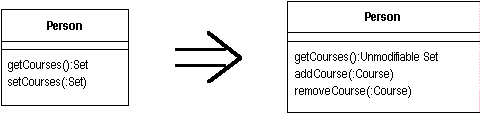 Person
getCourses():Set
setCourses(:Set)
Person
getCourses():Unmodifiable Set
addCourse(:Course)
removeCourse(:Course)